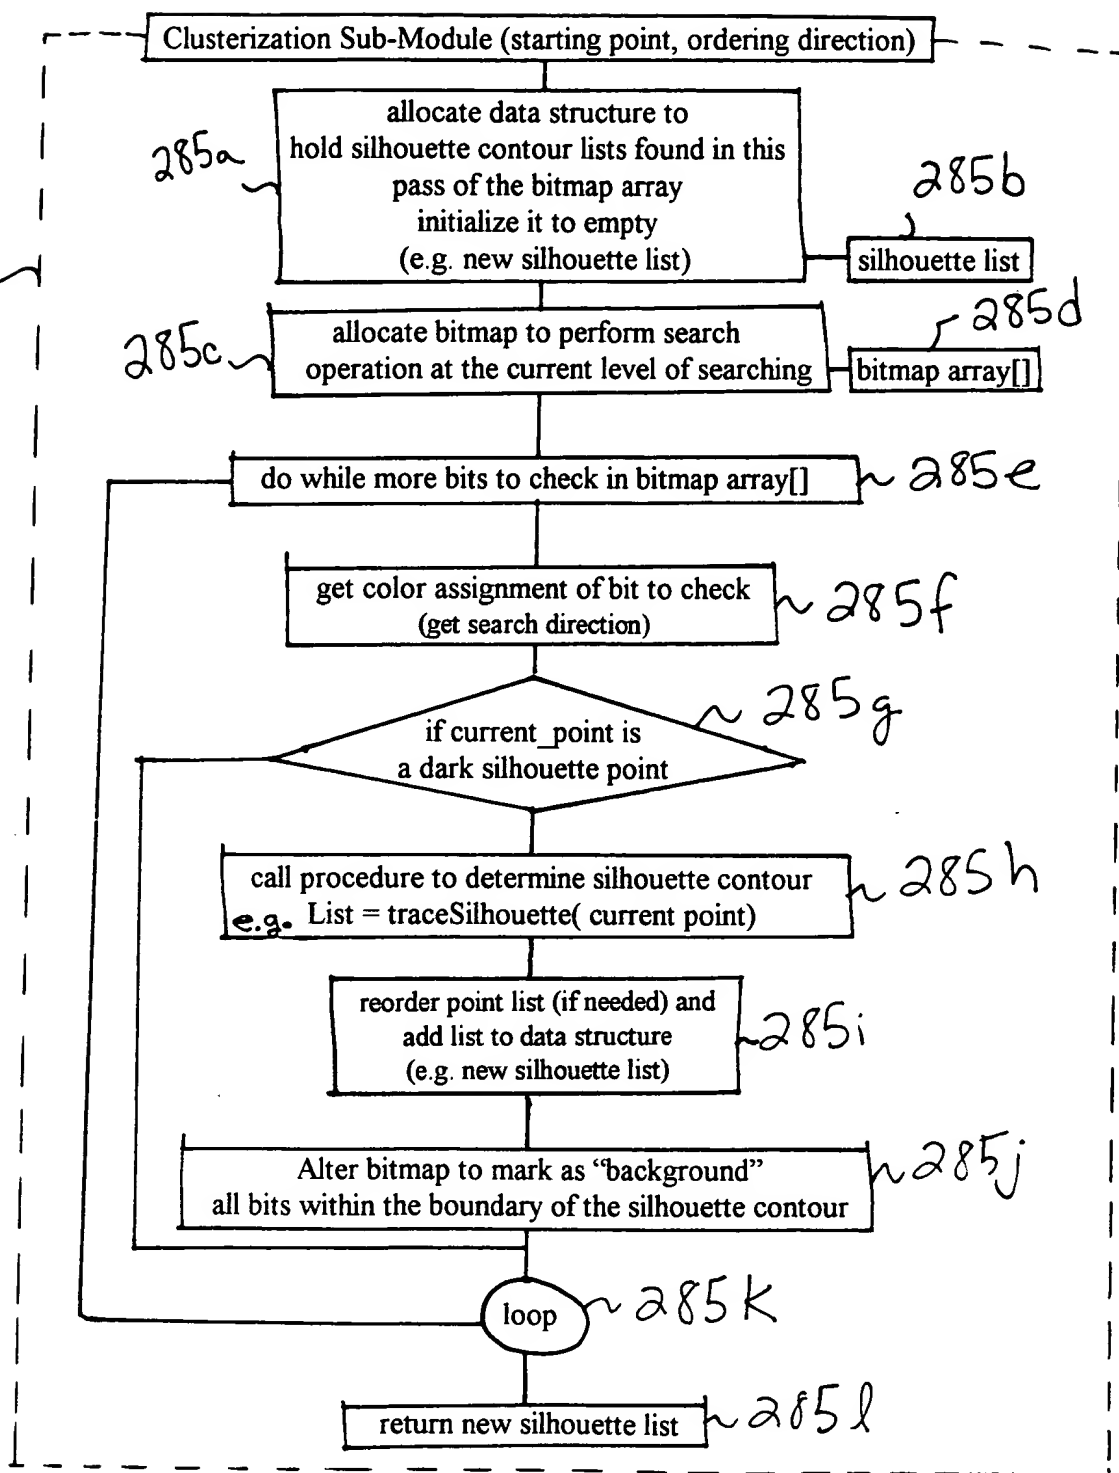 Clusterization Sub-Module (starting point, ordering direction)
allocate data structure to
hold silhouette contour lists found in this
pass of the bitmap array
initialize it to empty
(e.g. new silhouette list)
285a
285b
silhouette list
allocate bitmap to perform search
operation at the current level of searching
285c
285d
bitmap array[]
do while more bits to check in bitmap array[]
285e
get color assignment of bit to check
(get search direction)
285f
if current_point is
a dark silhouette point
285g
call procedure to determine silhouette contour
e.g. List = traceSilhouette( current point)
285h
reorder point list (if needed) and
add list to data structure
(e.g. new silhouette list)
285i
Alter bitmap to mark as “background”
all bits within the boundary of the silhouette contour
285j
loop
285k
return new silhouette list
285l